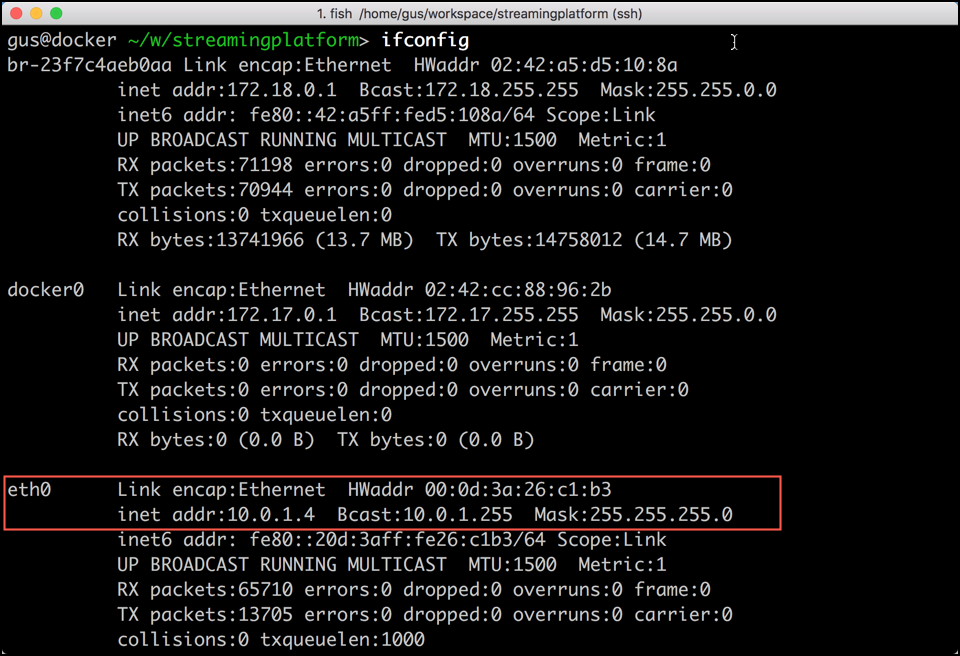 1. fish /home/gus/workspace/streamingplatform (ssh)
gus@docker ~/w/streamingplatform> ifconfig
br-23f7c4aeb0aa Link encap:Ethernet  HWaddr 02:42:a5:d5:10:8a
          inet addr:172.18.0.1  Bcast:172.18.255.255  Mask:255.255.0.0
          inet6 addr: fe80::42:a5ff:fed5:108a/64 Scope:Link
          UP BROADCAST RUNNING MULTICAST  MTU:1500  Metric:1
          RX packets:71198 errors:0 dropped:0 overruns:0 frame:0
          TX packets:70944 errors:0 dropped:0 overruns:0 carrier:0
          collisions:0 txqueuelen:0
          RX bytes:13741966 (13.7 MB)  TX bytes:14758012 (14.7 MB)
docker0   Link encap:Ethernet  HWaddr 02:42:cc:88:96:2b
          inet addr:172.17.0.1  Bcast:172.17.255.255  Mask:255.255.0.0
          UP BROADCAST MULTICAST  MTU:1500  Metric:1
          RX packets:0 errors:0 dropped:0 overruns:0 frame:0
          TX packets:0 errors:0 dropped:0 overruns:0 carrier:0
          collisions:0 txqueuelen:0
          RX bytes:0 (0.0 B)  TX bytes:0 (0.0 B)
eth0      Link encap:Ethernet  HWaddr 00:0d:3a:26:c1:b3
          inet addr:10.0.1.4  Bcast:10.0.1.255  Mask:255.255.255.0
          inet6 addr: fe80::20d:3aff:fe26:c1b3/64 Scope:Link
          UP BROADCAST RUNNING MULTICAST  MTU:1500  Metric:1
          RX packets:65710 errors:0 dropped:0 overruns:0 frame:0
          TX packets:13705 errors:0 dropped:0 overruns:0 carrier:0
          collisions:0 txqueuelen:1000